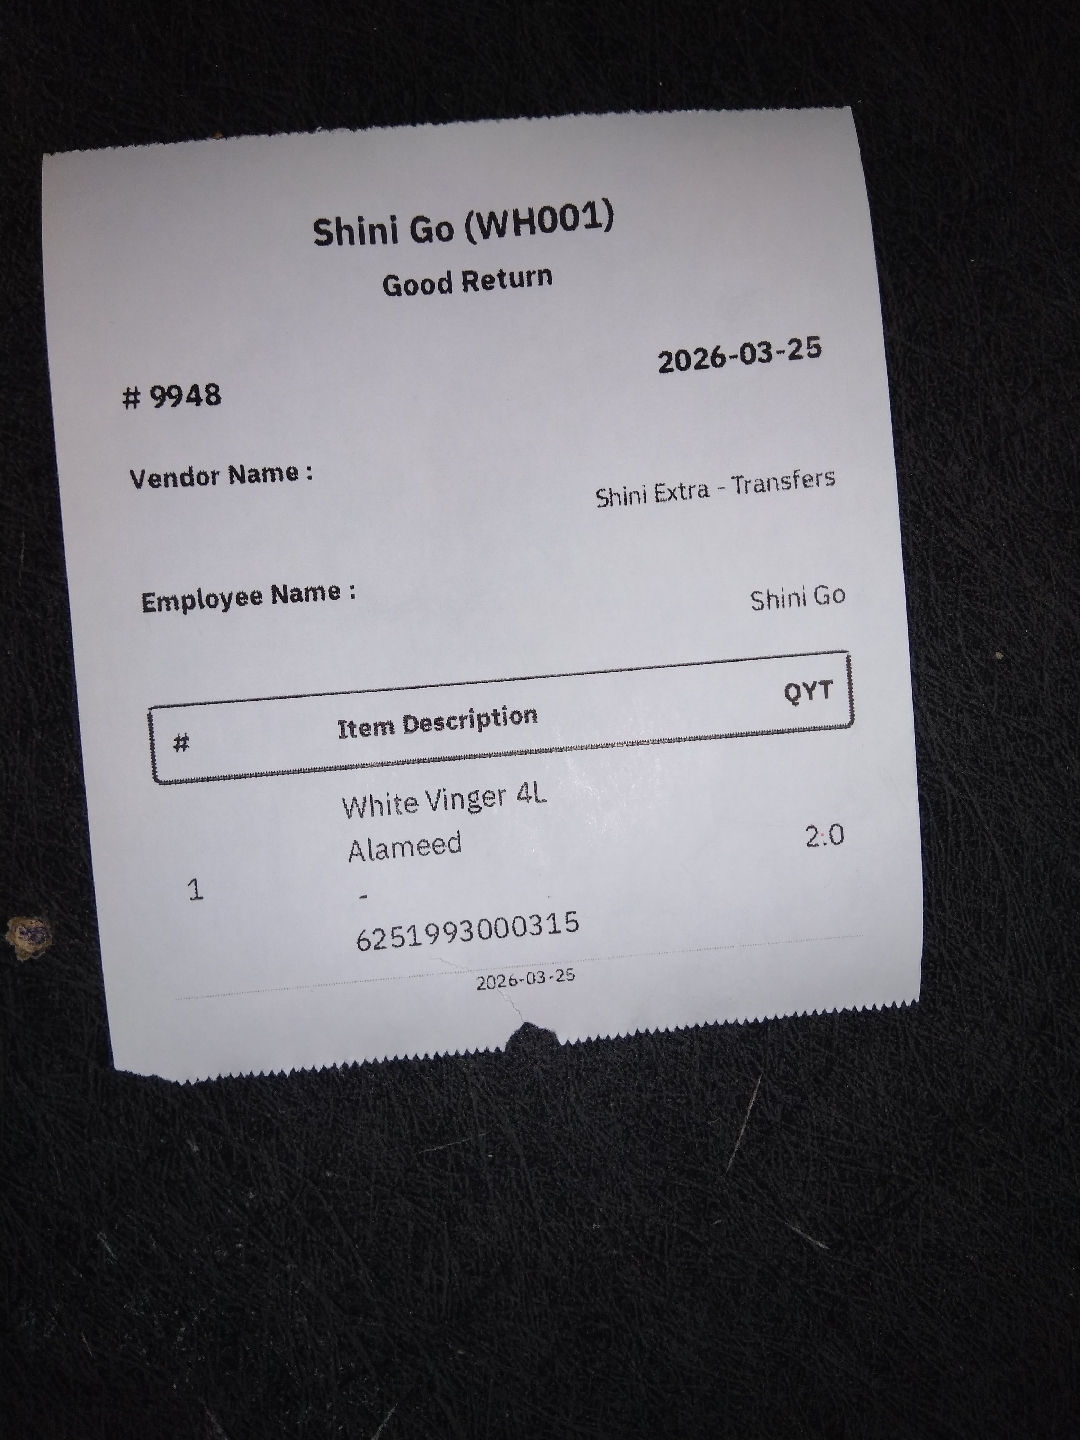 Shini Go (WH001)
Good Return
# 9948 2026-03-25
Vendor Name :
Shini Extra - Transfers
Employee Name :
Shini Go
# Item Description QYT
White Vinger 4L
Alameed
2.0
1
-
6251993000315
2026-03-25